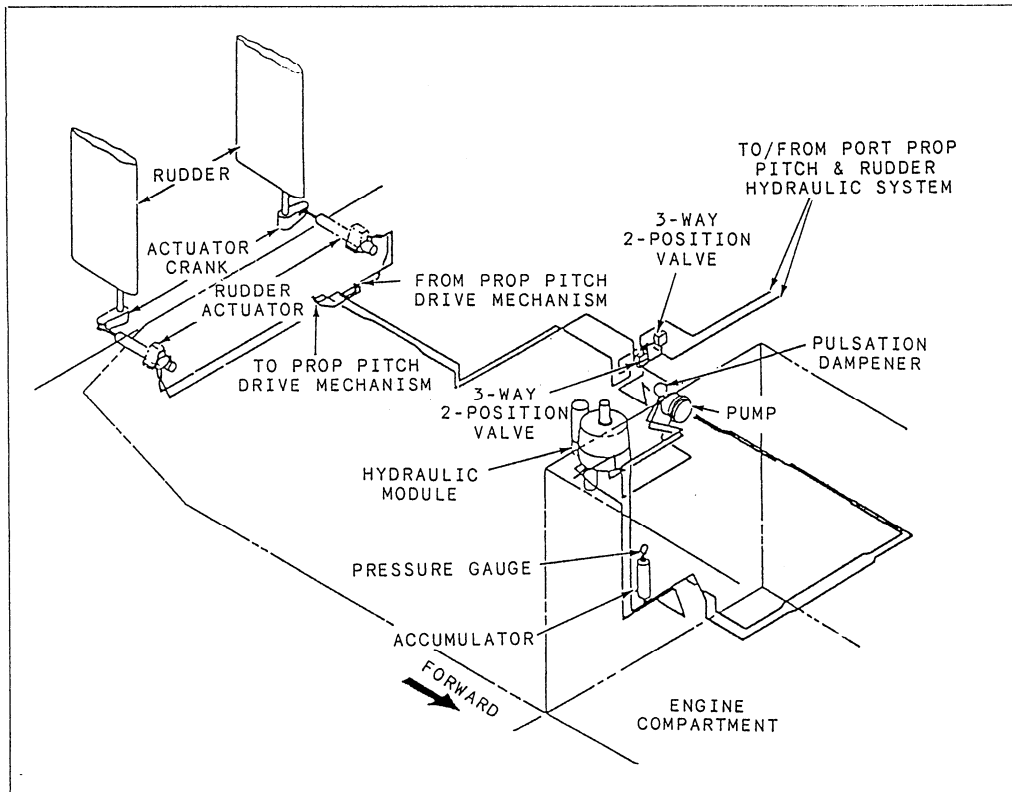 RUDDER
TO/FROM PORT PROP
PITCH & RUDDER
HYDRAULIC SYSTEM
3-WAY
2-POSITION
VALVE
ACTUATOR
CRANK
RUDDER
ACTUATOR
FROM PROP PITCH
DRIVE MECHANISM
TO PROP PITCH
DRIVE MECHANISM
PULSATION
DAMPENER
3-WAY
2-POSITION
VALVE
PUMP
HYDRAULIC
MODULE
PRESSURE GAUGE
ACCUMULATOR
FORWARD
ENGINE
COMPARTMENT